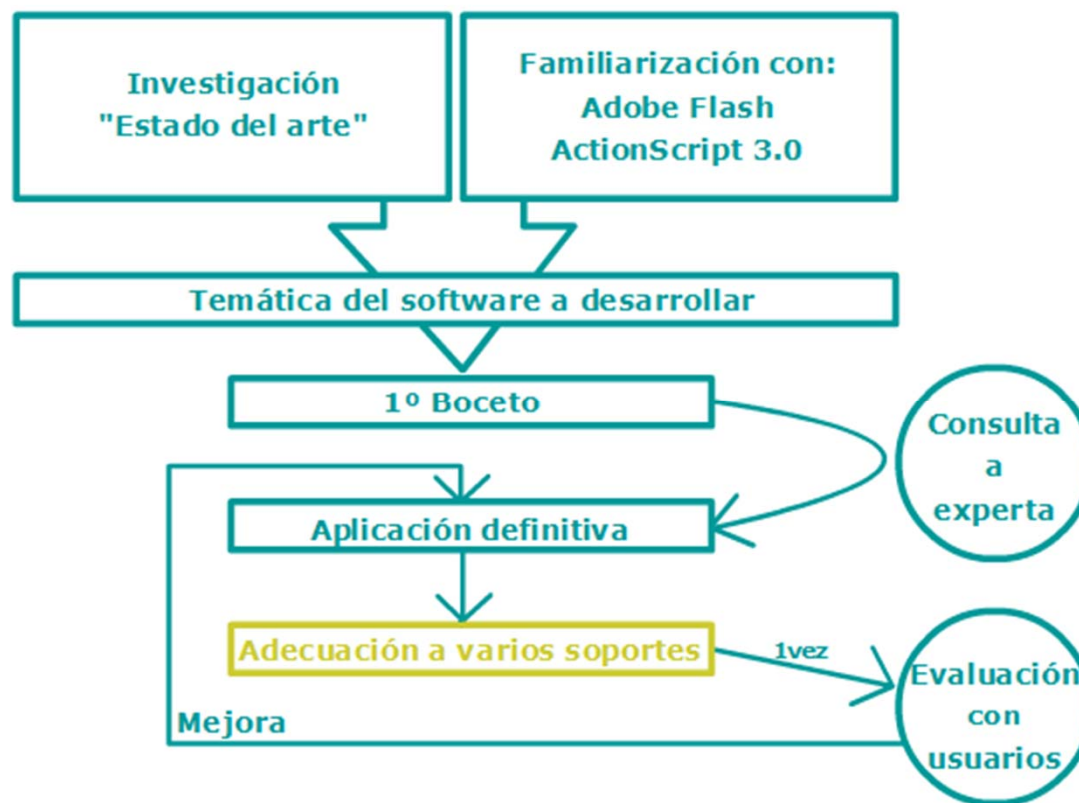 Investigación
"Estado del arte"
Familiarización con:
Adobe Flash
ActionScript 3.0
Temática del software a desarrollar
1º Boceto
Consulta
a
experta
Aplicación definitiva
Adecuación a varios soportes
1vez
Evaluación
con
usuarios
Mejora